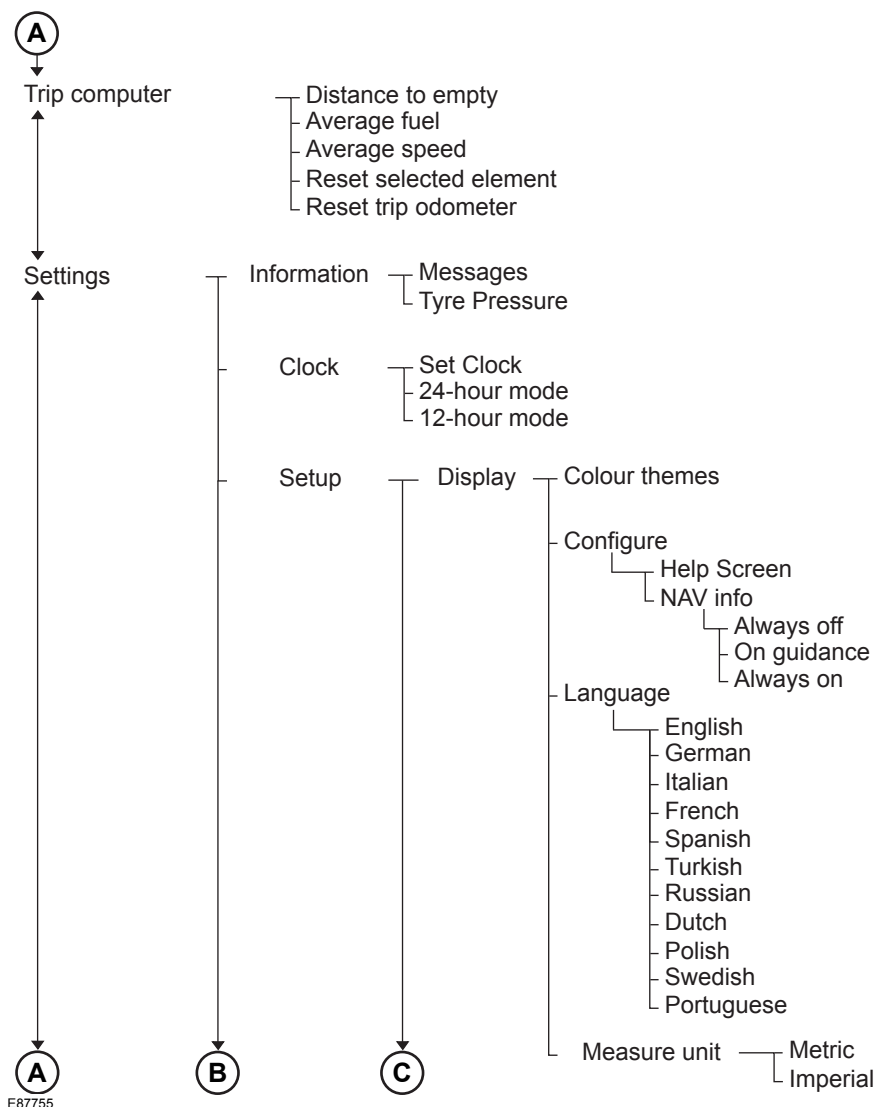 A
Trip computer
Distance to empty
Average fuel
Average speed
Reset selected element
Reset trip odometer
Settings
Information
Messages
Tyre Pressure
Clock
Set Clock
24-hour mode
12-hour mode
Setup
Display
Colour themes
Configure
Help Screen
NAV info
Always off
On guidance
Always on
Language
English
German
Italian
French
Spanish
Turkish
Russian
Dutch
Polish
Swedish
Portuguese
Measure unit
Metric
Imperial
A
B
C
E87755